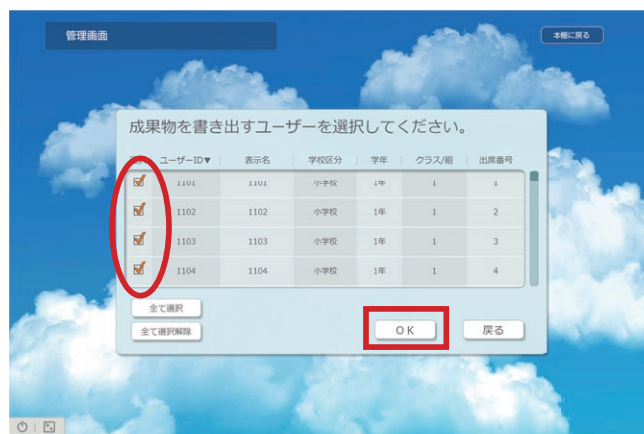 管理画面
本棚に戻る
成果物を書き出すユーザーを選択してください。
ユーザーID▼ 表示名 学校区分 学年 クラス/組 出席番号
1101 1101 小学校 1年 1 1
1102 1102 小学校 1年 1 2
1103 1103 小学校 1年 1 3
1104 1104 小学校 1年 1 4
全て選択
全て選択解除
OK
戻る